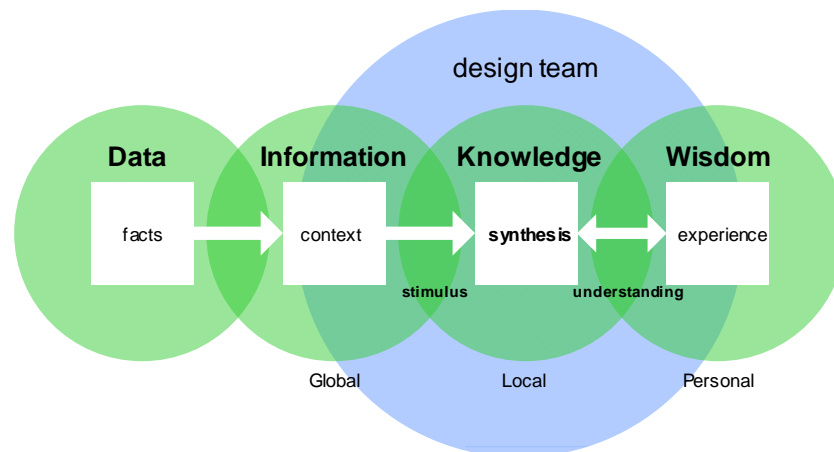 design team
Data Information Knowledge Wisdom
facts context synthesis experience
stimulus understanding
Global Local Personal